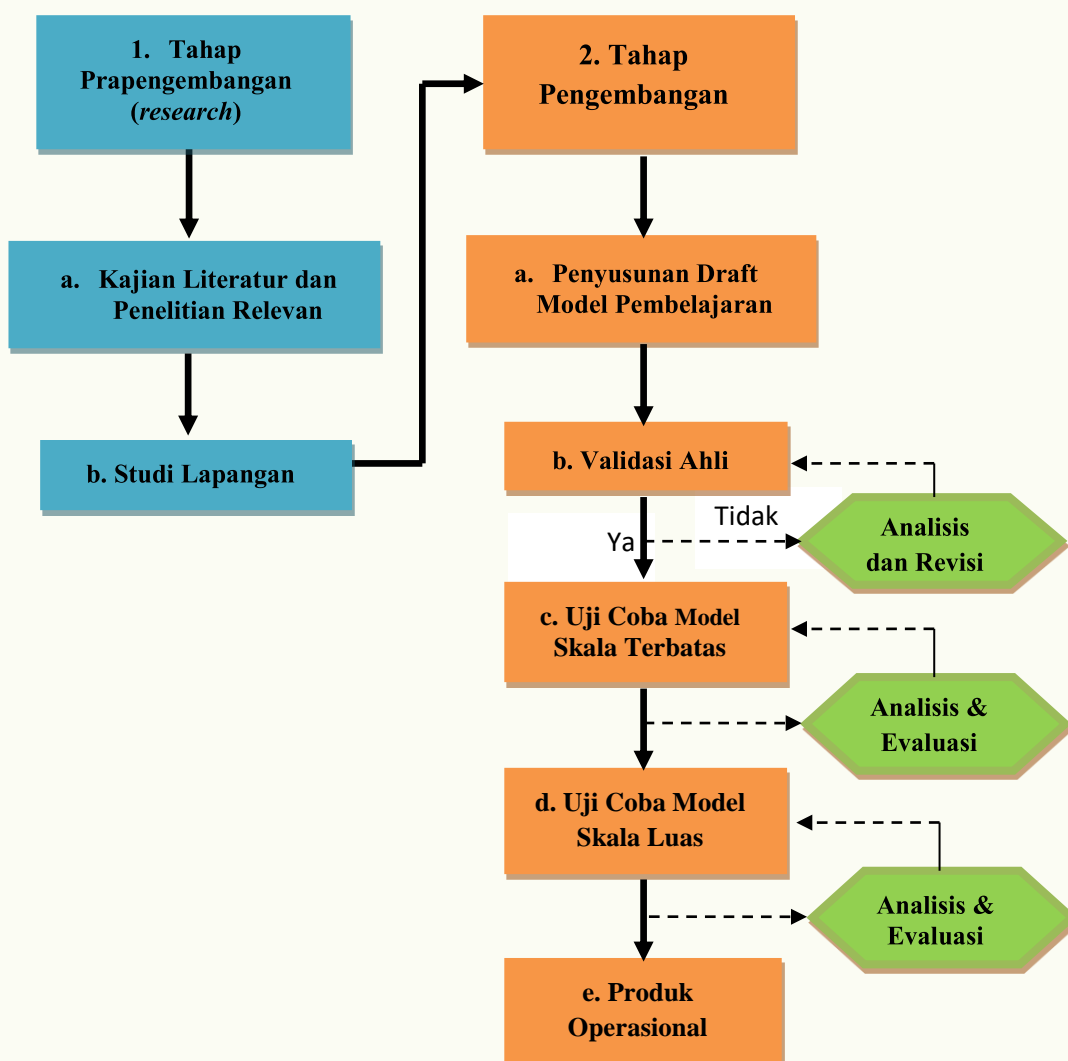 1. Tahap
Prapengembangan
(research)
a. Kajian Literatur dan
Penelitian Relevan
b. Studi Lapangan
2. Tahap
Pengembangan
a. Penyusunan Draft
Model Pembelajaran
b. Validasi Ahli
Ya
Tidak
Analisis
dan Revisi
c. Uji Coba Model
Skala Terbatas
Analisis &
Evaluasi
d. Uji Coba Model
Skala Luas
Analisis &
Evaluasi
e. Produk
Operasional